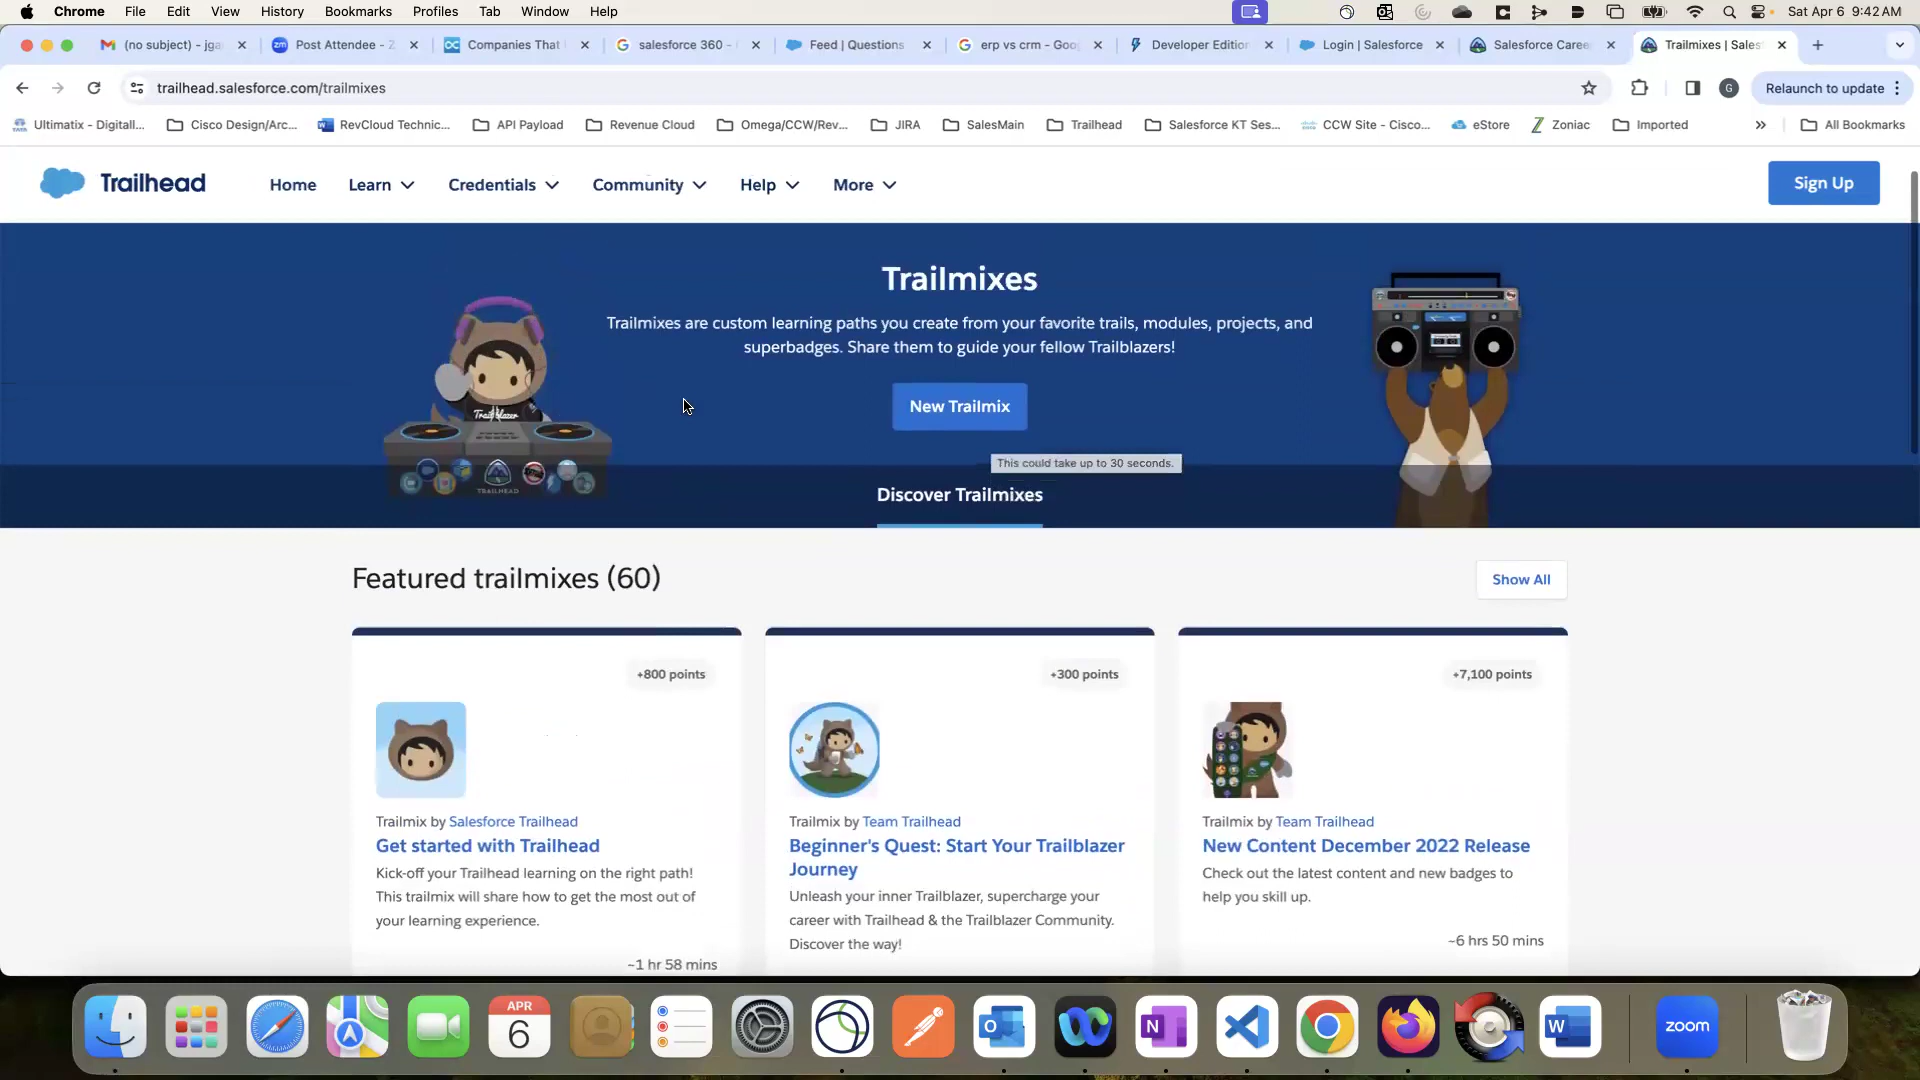 Chrome File Edit View History Bookmarks Profiles Tab Window Help Sat Apr 6 9:42 AM
(no subject) - jga Post Attendee - Z Companies That salesforce 360 - Feed | Questions erp vs crm - Goo Developer Edition Login | Salesforce Salesforce Caree Trailmixes | Sales
trailhead.salesforce.com/trailmixes G Relaunch to update
Ultimatix - Digitall... Cisco Design/Arc... RevCloud Technic... API Payload Revenue Cloud Omega/CCW/Rev... JIRA SalesMain Trailhead Salesforce KT Ses... CCW Site - Cisco... eStore Zoniac Imported » All Bookmarks
Trailhead Home Learn Credentials Community Help More Sign Up
Trailmixes
Trailmixes are custom learning paths you create from your favorite trails, modules, projects, and
superbadges. Share them to guide your fellow Trailblazers!
New Trailmix
Trailblazer
This could take up to 30 seconds.
TRAILHEAD
Discover Trailmixes
Featured trailmixes (60) Show All
+800 points +300 points +7,100 points
Trailmix by Salesforce Trailhead
Get started with Trailhead
Kick-off your Trailhead learning on the right path!
This trailmix will share how to get the most out of
your learning experience.
~1 hr 58 mins
Trailmix by Team Trailhead
Beginner's Quest: Start Your Trailblazer
Journey
Unleash your inner Trailblazer, supercharge your
career with Trailhead & the Trailblazer Community.
Discover the way!
Trailmix by Team Trailhead
New Content December 2022 Release
Check out the latest content and new badges to
help you skill up.
~6 hrs 50 mins
APR
6
zoom